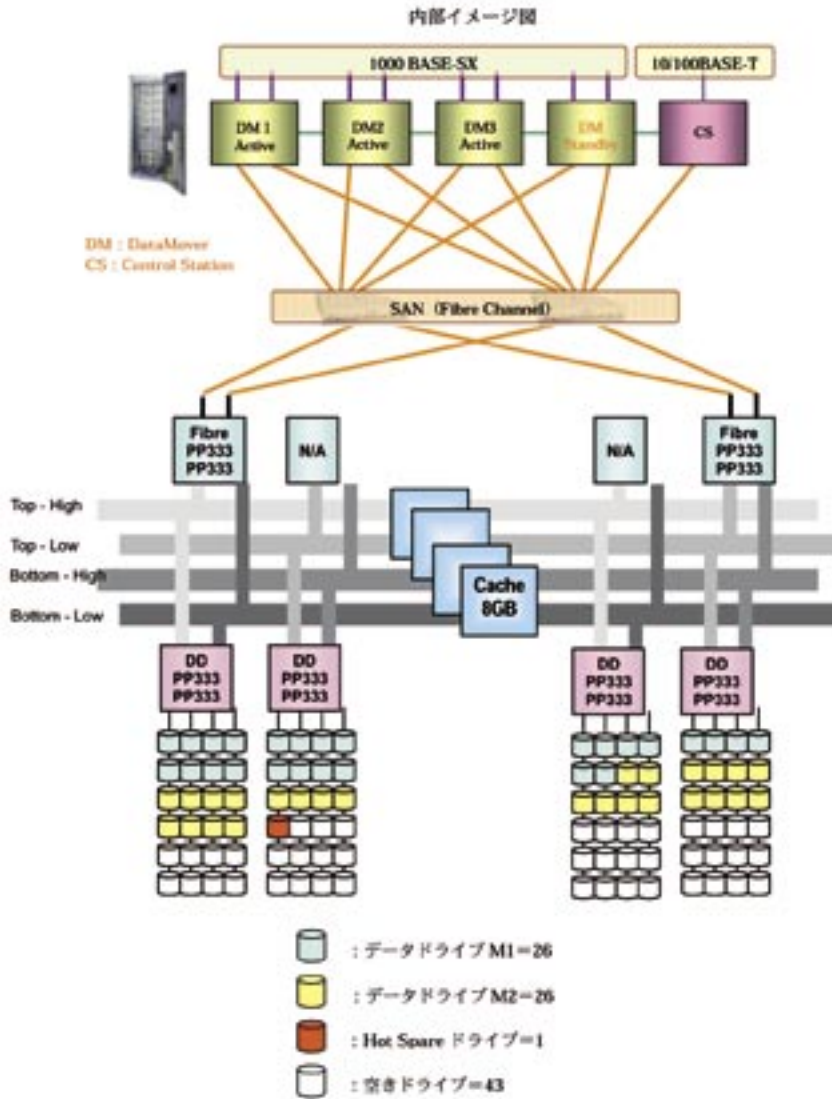 内部イメージ図
1000 BASE-SX
10/100BASE-T
DM 1
Active
DM2
Active
DM3
Active
DM
Standby
CS
DM : DataMover
CS : Control Station
SAN (Fibre Channel)
Fibre
PP333
PP333
N/A
N/A
Fibre
PP333
PP333
Top - High
Top - Low
Bottom - High
Bottom - Low
Cache
8GB
DD
PP333
PP333
DD
PP333
PP333
DD
PP333
PP333
DD
PP333
PP333
: データドライブ M1=26
: データドライブ M2=26
: Hot Spare ドライブ=1
: 空きドライブ=43